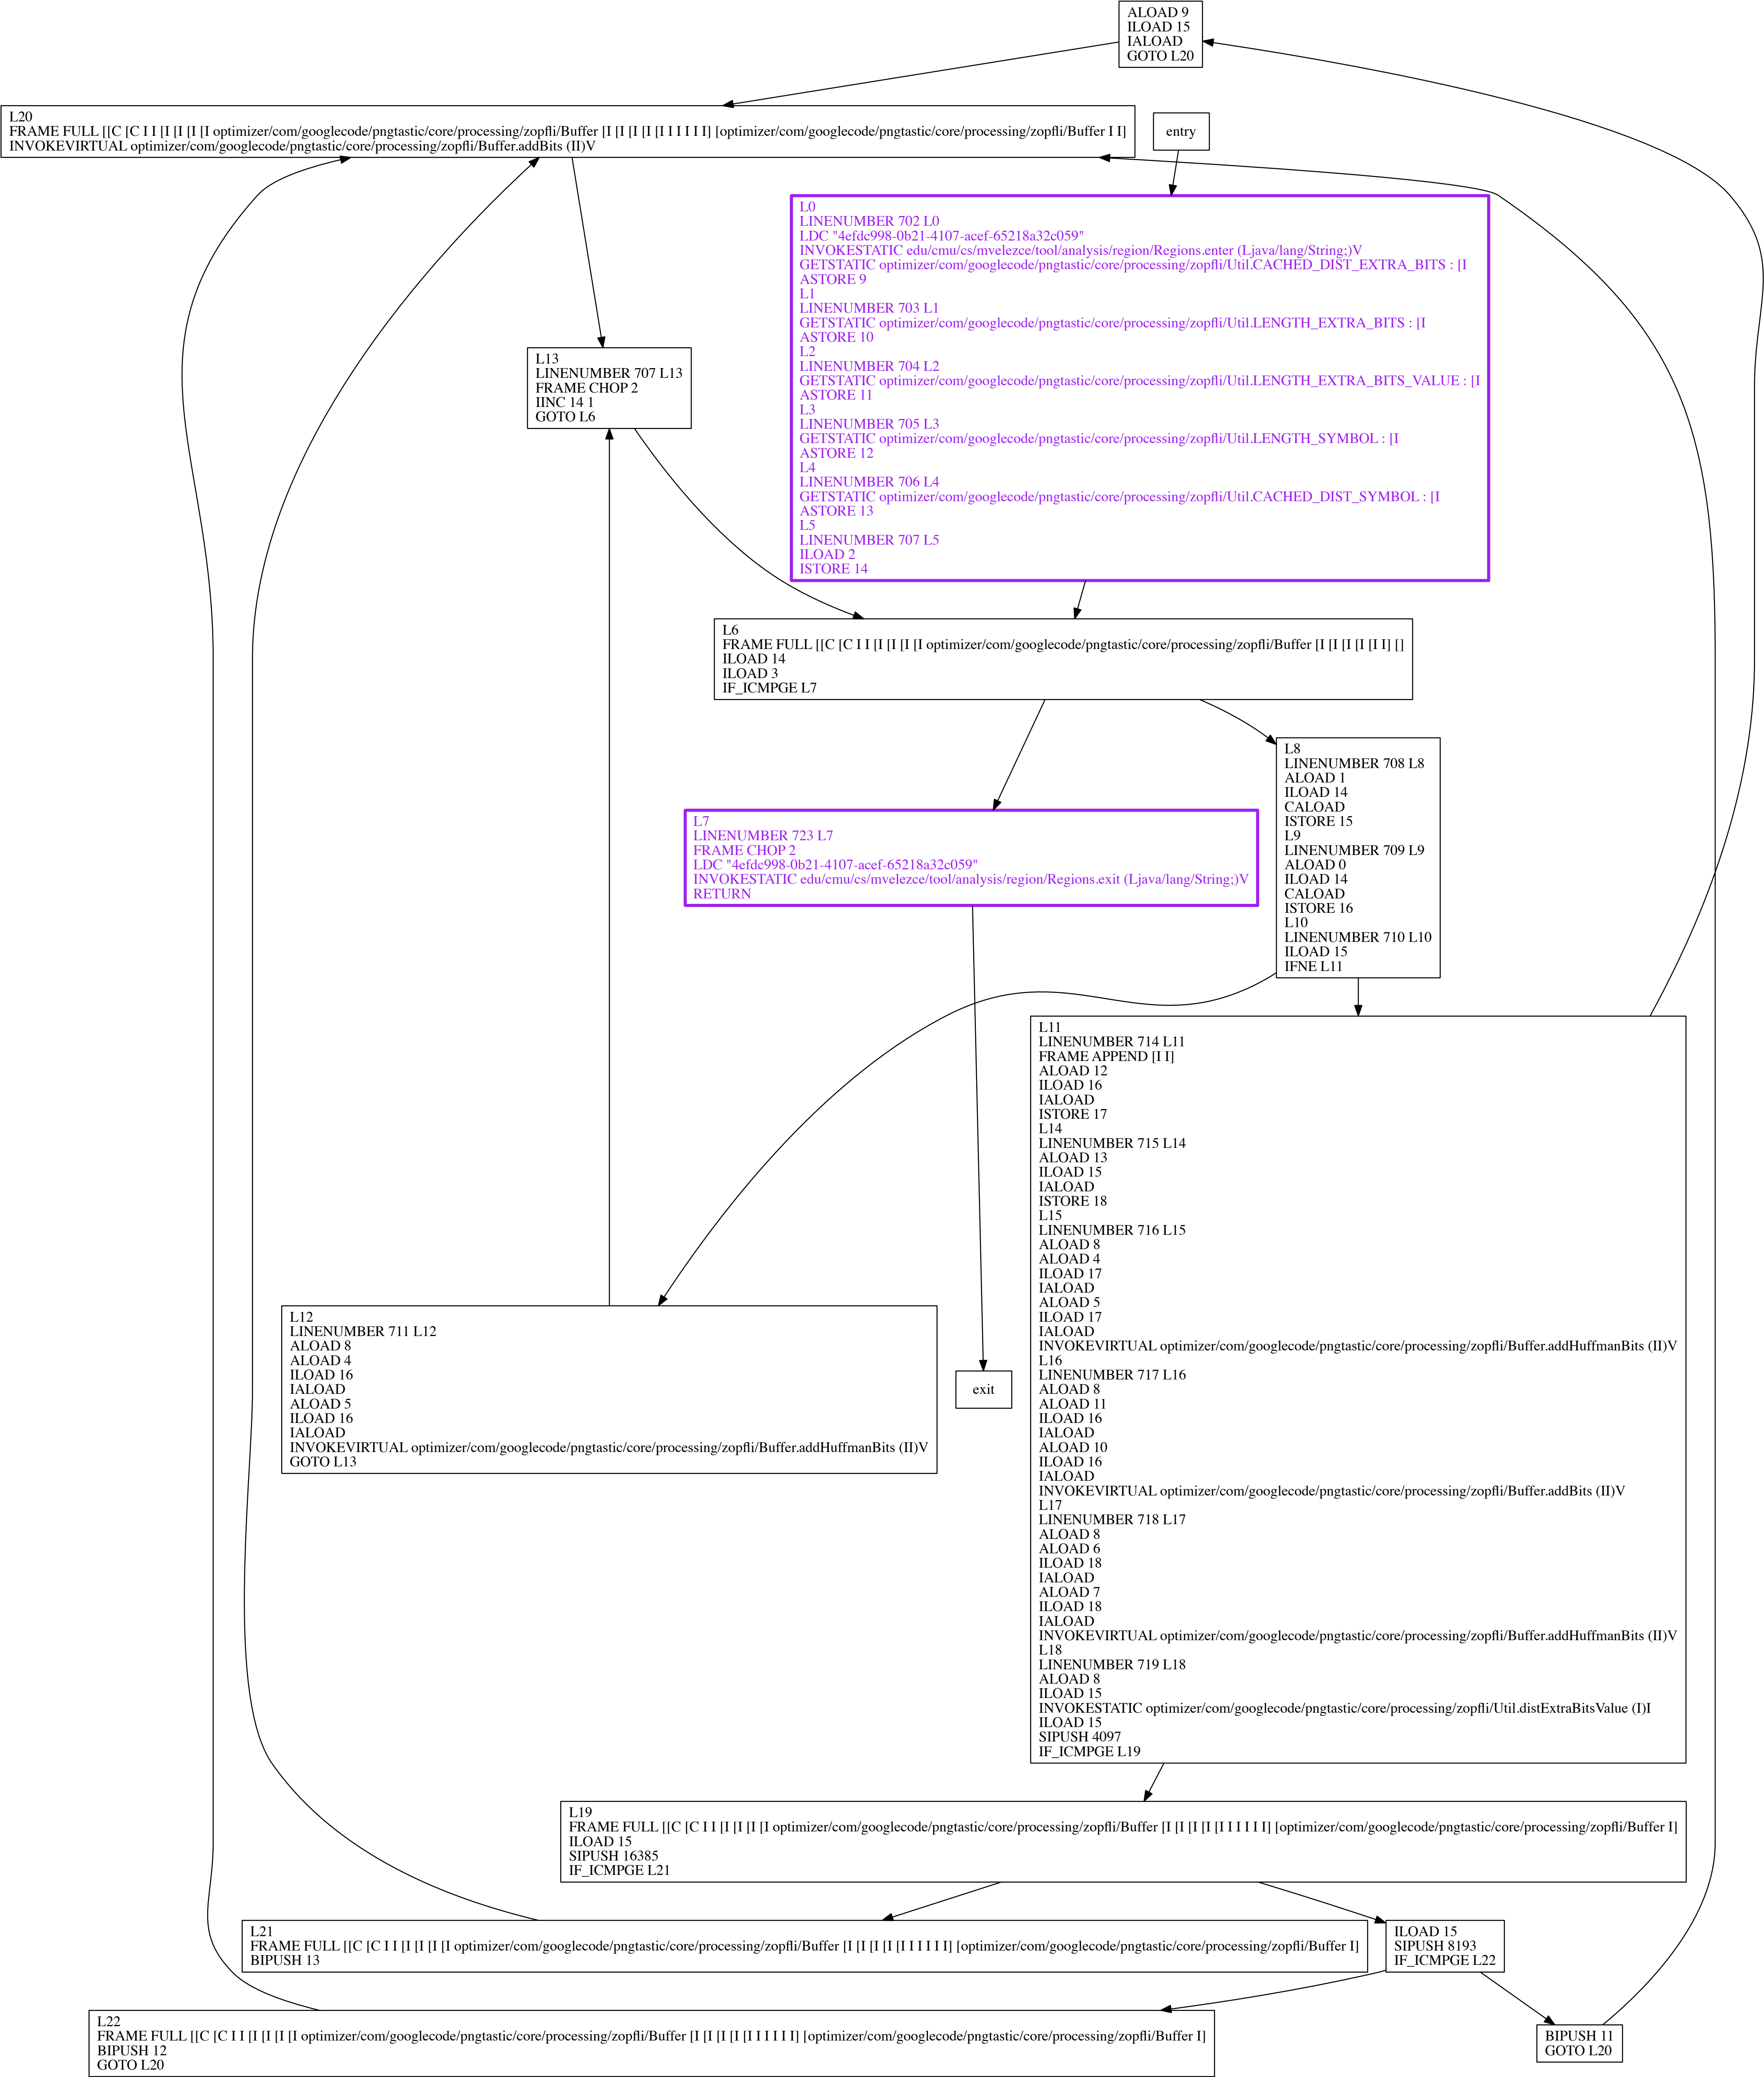 ALOAD 9
ILOAD 15
IALOAD
GOTO L20
L20
FRAME FULL [[C [C I I [I [I [I [I optimizer/com/googlecode/pngtastic/core/processing/zopfli/Buffer [I [I [I [I [I I I I I I] [optimizer/com/googlecode/pngtastic/core/processing/zopfli/Buffer I I]
INVOKEVIRTUAL optimizer/com/googlecode/pngtastic/core/processing/zopfli/Buffer.addBits (II)V
entry
L0
LINENUMBER 702 L0
LDC "4efdc998-0b21-4107-acef-65218a32c059"
INVOKESTATIC edu/cmu/cs/mvelezce/tool/analysis/region/Regions.enter (Ljava/lang/String;)V
GETSTATIC optimizer/com/googlecode/pngtastic/core/processing/zopfli/Util.CACHED_DIST_EXTRA_BITS : [I
ASTORE 9
L1
LINENUMBER 703 L1
GETSTATIC optimizer/com/googlecode/pngtastic/core/processing/zopfli/Util.LENGTH_EXTRA_BITS : [I
ASTORE 10
L2
LINENUMBER 704 L2
GETSTATIC optimizer/com/googlecode/pngtastic/core/processing/zopfli/Util.LENGTH_EXTRA_BITS_VALUE : [I
ASTORE 11
L3
LINENUMBER 705 L3
GETSTATIC optimizer/com/googlecode/pngtastic/core/processing/zopfli/Util.LENGTH_SYMBOL : [I
ASTORE 12
L4
LINENUMBER 706 L4
GETSTATIC optimizer/com/googlecode/pngtastic/core/processing/zopfli/Util.CACHED_DIST_SYMBOL : [I
ASTORE 13
L5
LINENUMBER 707 L5
ILOAD 2
ISTORE 14
L13
LINENUMBER 707 L13
FRAME CHOP 2
IINC 14 1
GOTO L6
L6
FRAME FULL [[C [C I I [I [I [I [I optimizer/com/googlecode/pngtastic/core/processing/zopfli/Buffer [I [I [I [I [I I] []
ILOAD 14
ILOAD 3
IF_ICMPGE L7
L8
LINENUMBER 708 L8
ALOAD 1
ILOAD 14
CALOAD
ISTORE 15
L9
LINENUMBER 709 L9
ALOAD 0
ILOAD 14
CALOAD
ISTORE 16
L10
LINENUMBER 710 L10
ILOAD 15
IFNE L11
L7
LINENUMBER 723 L7
FRAME CHOP 2
LDC "4efdc998-0b21-4107-acef-65218a32c059"
INVOKESTATIC edu/cmu/cs/mvelezce/tool/analysis/region/Regions.exit (Ljava/lang/String;)V
RETURN
L11
LINENUMBER 714 L11
FRAME APPEND [I I]
ALOAD 12
ILOAD 16
IALOAD
ISTORE 17
L14
LINENUMBER 715 L14
ALOAD 13
ILOAD 15
IALOAD
ISTORE 18
L15
LINENUMBER 716 L15
ALOAD 8
ALOAD 4
ILOAD 17
IALOAD
ALOAD 5
ILOAD 17
IALOAD
INVOKEVIRTUAL optimizer/com/googlecode/pngtastic/core/processing/zopfli/Buffer.addHuffmanBits (II)V
L16
LINENUMBER 717 L16
ALOAD 8
ALOAD 11
ILOAD 16
IALOAD
ALOAD 10
ILOAD 16
IALOAD
INVOKEVIRTUAL optimizer/com/googlecode/pngtastic/core/processing/zopfli/Buffer.addBits (II)V
L17
LINENUMBER 718 L17
ALOAD 8
ALOAD 6
ILOAD 18
IALOAD
ALOAD 7
ILOAD 18
IALOAD
INVOKEVIRTUAL optimizer/com/googlecode/pngtastic/core/processing/zopfli/Buffer.addHuffmanBits (II)V
L18
LINENUMBER 719 L18
ALOAD 8
ILOAD 15
INVOKESTATIC optimizer/com/googlecode/pngtastic/core/processing/zopfli/Util.distExtraBitsValue (I)I
ILOAD 15
SIPUSH 4097
IF_ICMPGE L19
L12
LINENUMBER 711 L12
ALOAD 8
ALOAD 4
ILOAD 16
IALOAD
ALOAD 5
ILOAD 16
IALOAD
INVOKEVIRTUAL optimizer/com/googlecode/pngtastic/core/processing/zopfli/Buffer.addHuffmanBits (II)V
GOTO L13
exit
L19
FRAME FULL [[C [C I I [I [I [I [I optimizer/com/googlecode/pngtastic/core/processing/zopfli/Buffer [I [I [I [I [I I I I I I] [optimizer/com/googlecode/pngtastic/core/processing/zopfli/Buffer I]
ILOAD 15
SIPUSH 16385
IF_ICMPGE L21
L21
FRAME FULL [[C [C I I [I [I [I [I optimizer/com/googlecode/pngtastic/core/processing/zopfli/Buffer [I [I [I [I [I I I I I I] [optimizer/com/googlecode/pngtastic/core/processing/zopfli/Buffer I]
BIPUSH 13
ILOAD 15
SIPUSH 8193
IF_ICMPGE L22
L22
FRAME FULL [[C [C I I [I [I [I [I optimizer/com/googlecode/pngtastic/core/processing/zopfli/Buffer [I [I [I [I [I I I I I I] [optimizer/com/googlecode/pngtastic/core/processing/zopfli/Buffer I]
BIPUSH 12
GOTO L20
BIPUSH 11
GOTO L20